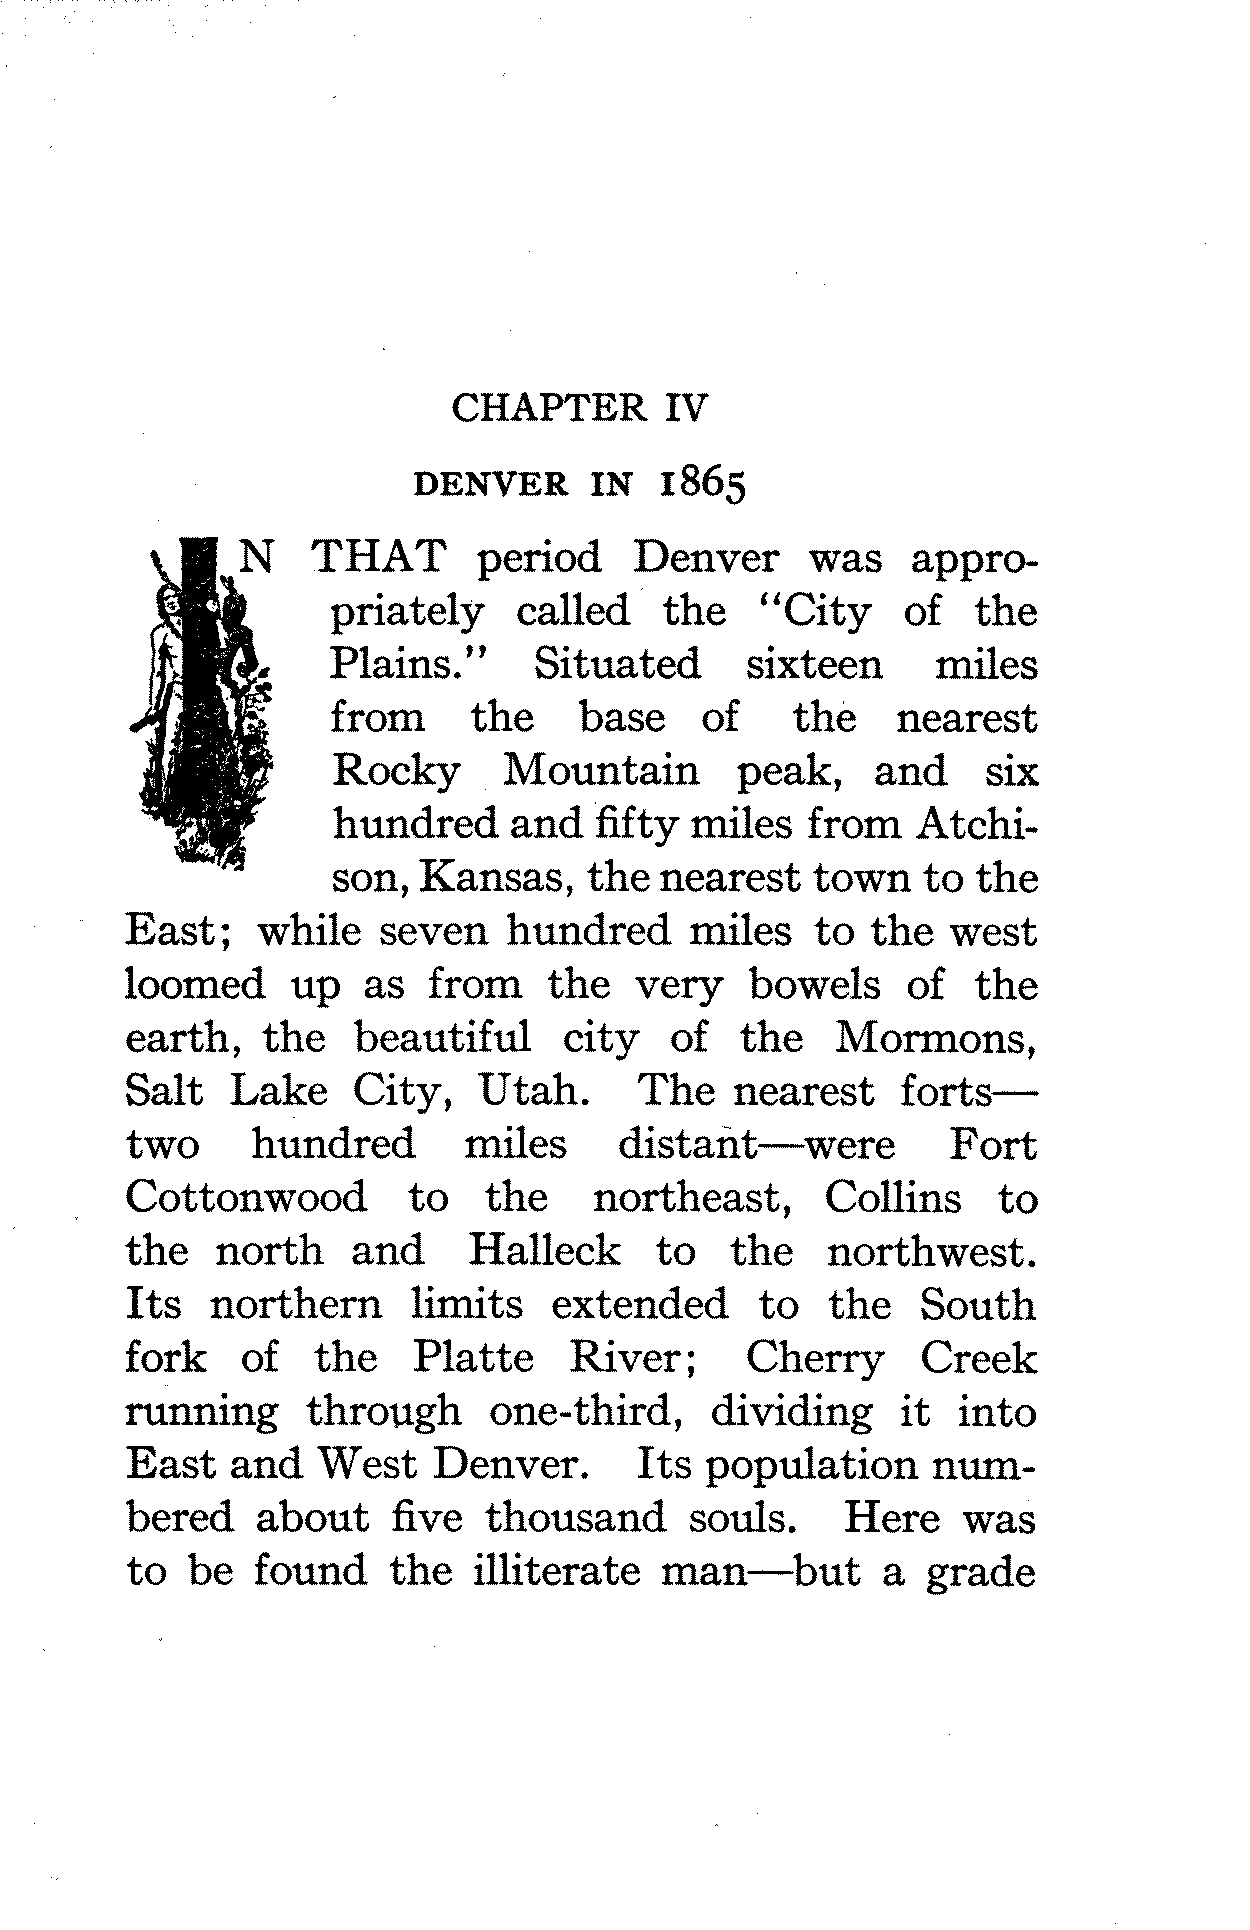 CHAPTER IV
DENVER IN 1865
IN THAT period Denver was appro-
priately called the "City of the
Plains." Situated sixteen miles
from the base of the nearest
Rocky Mountain peak, and six
hundred and fifty miles from Atchi-
son, Kansas, the nearest town to the
East; while seven hundred miles to the west
loomed up as from the very bowels of the
earth, the beautiful city of the Mormons,
Salt Lake City, Utah. The nearest forts—
two hundred miles distant—were Fort
Cottonwood to the northeast, Collins to
the north and Halleck to the northwest.
Its northern limits extended to the South
fork of the Platte River; Cherry Creek
running through one-third, dividing it into
East and West Denver. Its population num-
bered about five thousand souls. Here was
to be found the illiterate man—but a grade